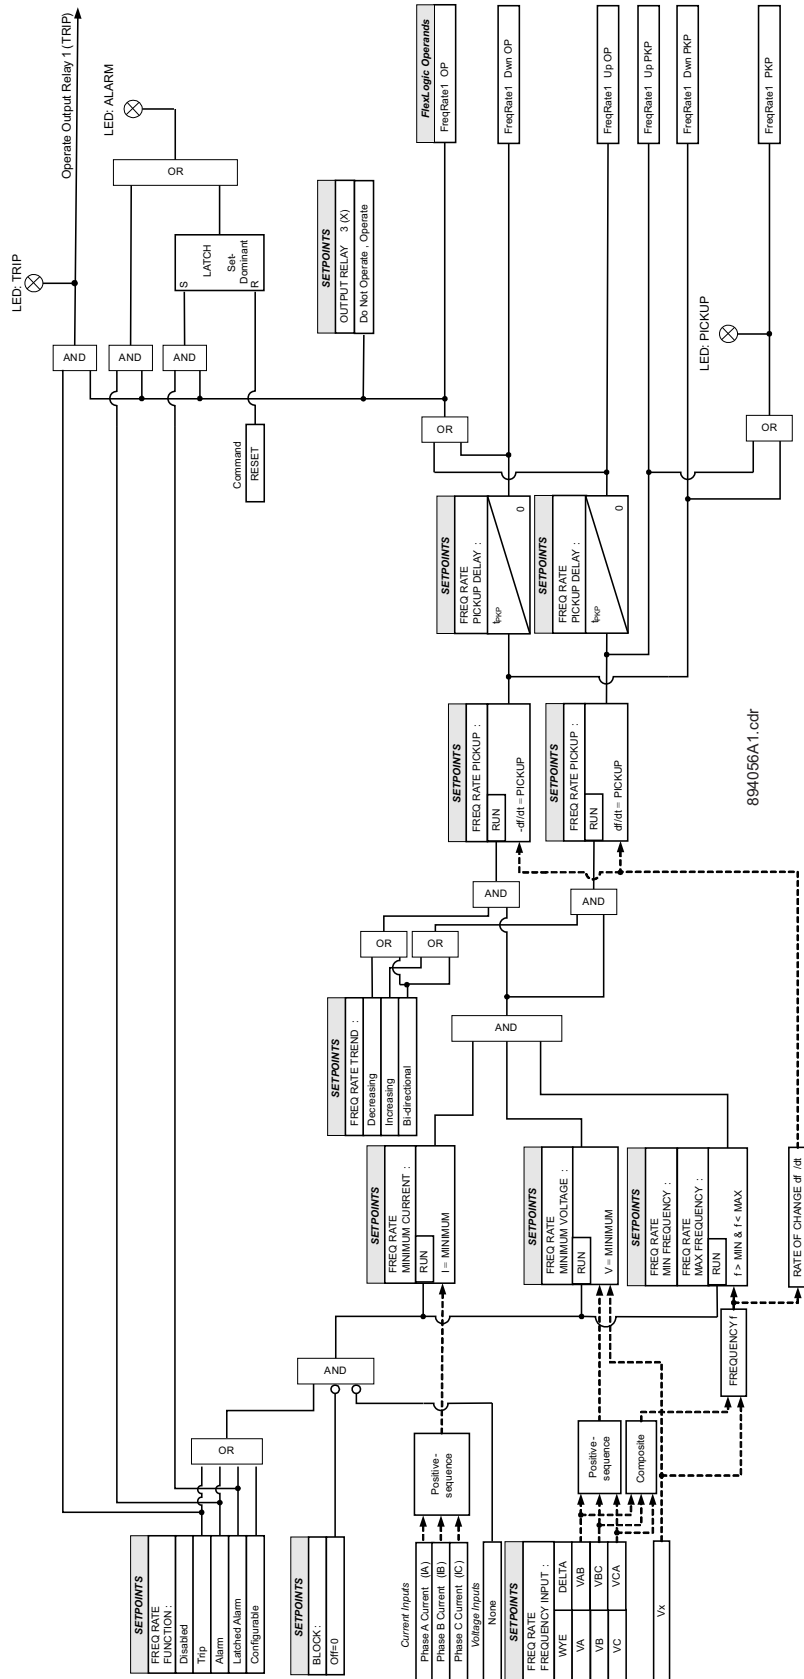 SETPOINTS
FREQ RATE
FUNCTION :
Disabled
Trip
Alarm
Latched Alarm
Configurable
SETPOINTS
BLOCK :
Off=0
Current Inputs
Phase A Current (IA)
Phase B Current (IB)
Phase C Current (IC)
Voltage Inputs
None
SETPOINTS
FREQ RATE
FREQUENCY INPUT :
WYE DELTA
VA VAB
VB VBC
VC VCA
Vx
OR
AND
Positive-
sequence
Positive-
sequence
Composite
FREQUENCY f
SETPOINTS
FREQ RATE
MINIMUM CURRENT :
RUN
I = MINIMUM
SETPOINTS
FREQ RATE
MINIMUM VOLTAGE :
RUN
V = MINIMUM
SETPOINTS
FREQ RATE
MIN FREQUENCY :
FREQ RATE
MAX FREQUENCY :
RUN
f > MIN & f < MAX
RATE OF CHANGE df /dt
SETPOINTS
FREQ RATE TREND :
Decreasing
Increasing
Bi-directional
AND
OR
OR
AND
AND
SETPOINTS
FREQ RATE PICKUP :
RUN
-df/dt = PICKUP
SETPOINTS
FREQ RATE PICKUP :
RUN
df/dt = PICKUP
894056A1.cdr
SETPOINTS
FREQ RATE
PICKUP DELAY :
tPKP
0
SETPOINTS
FREQ RATE
PICKUP DELAY :
tPKP
0
Command
RESET
OR
OR
AND
AND
AND
LED: TRIP
S
LATCH
Set-
Dominant
R
SETPOINTS
OUTPUT RELAY 3 (X)
Do Not Operate , Operate
LED: PICKUP
OR
LED: ALARM
Operate Output Relay 1 (TRIP)
FlexLogic Operands
FreqRate1 OP
FreqRate1 Dwn OP
FreqRate1 Up OP
FreqRate1 Up PKP
FreqRate1 Dwn PKP
FreqRate1 PKP